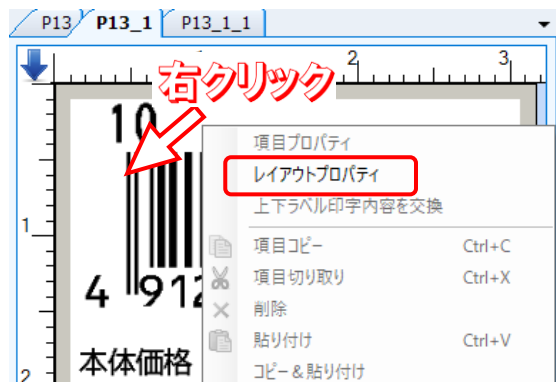 P13 P13_1 P13_1_1
2 3
右クリック
10
項目プロパティ
レイアウトプロパティ
上下ラベル印字内容を交換
1
項目コピー Ctrl+C
項目切り取り Ctrl+X
4 912
削除
貼り付け Ctrl+V
本体価格
コピー&貼り付け
2